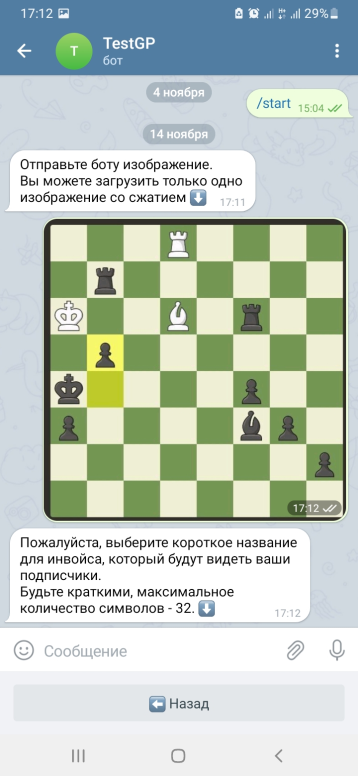 17:12 29%
TestGP
T
бот
4 ноября
/start 15:04
14 ноября
Отправьте боту изображение.
Вы можете загрузить только одно
изображение со сжатием 17:11
17:12
Пожалуйста, выберите короткое название
для инвойса, который будут видеть ваши
подписчики.
Будьте краткими, максимальное
количество символов - 32. 17:12
Сообщение
Назад